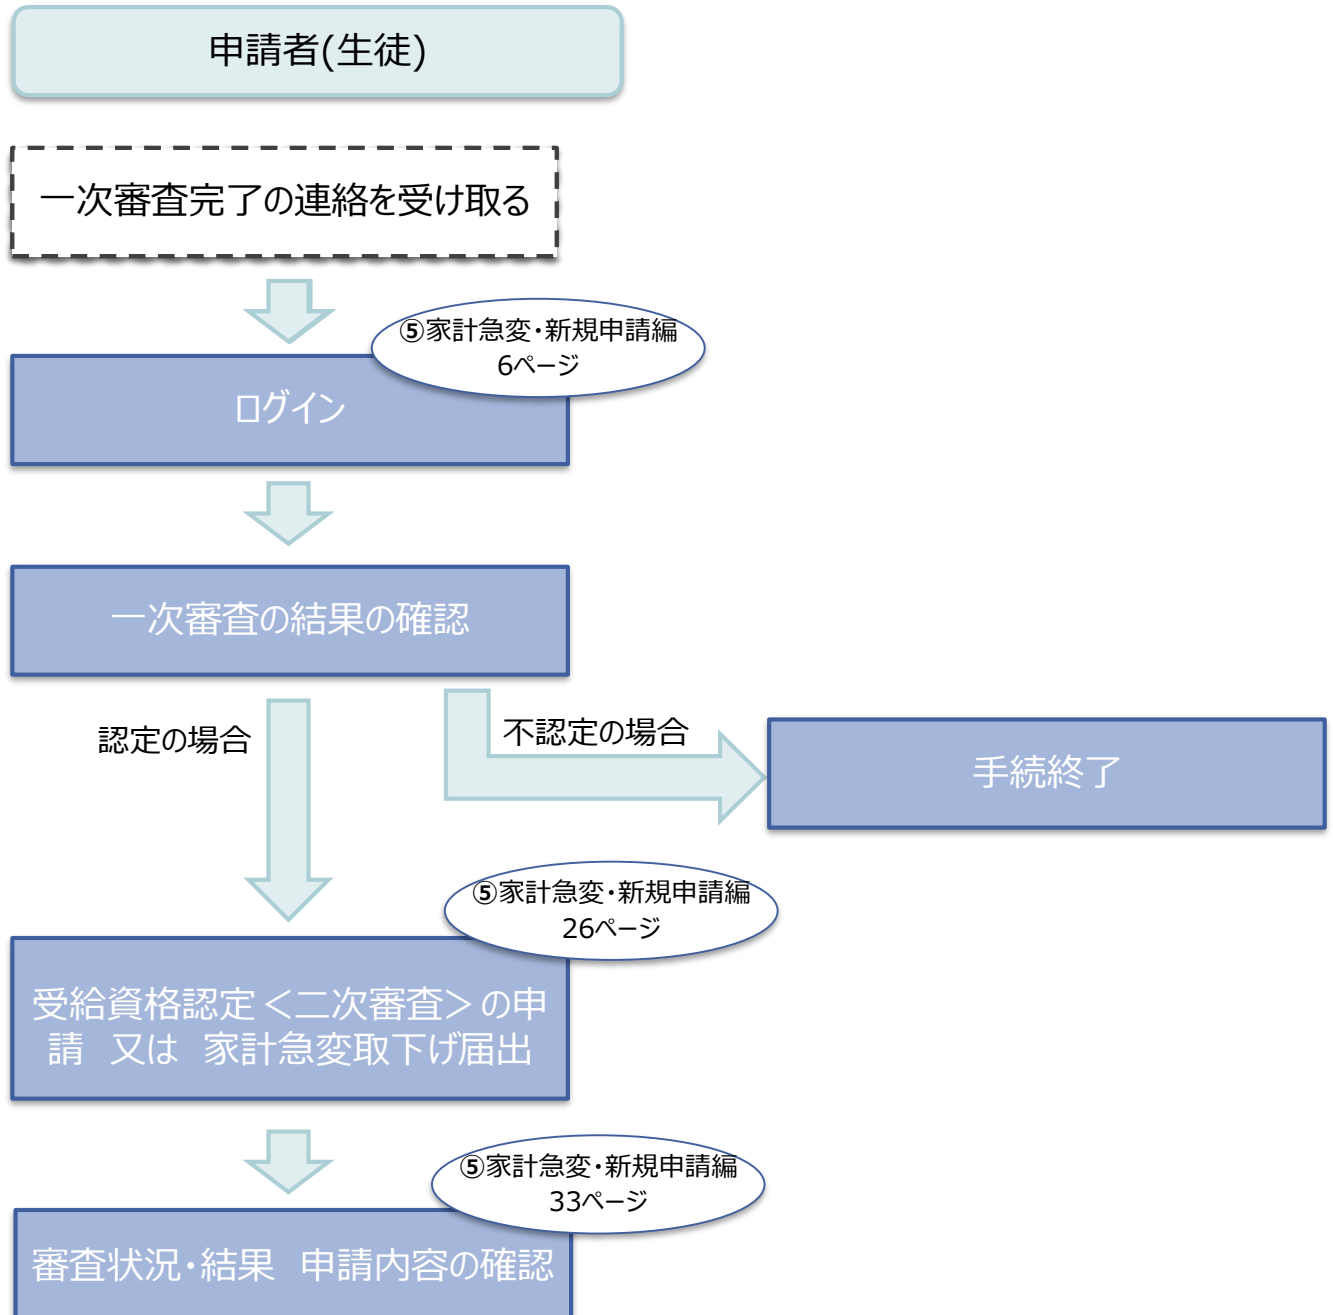 申請者(生徒)
一次審査完了の連絡を受け取る
⑤家計急変・新規申請編
6ページ
ログイン
一次審査の結果の確認
認定の場合
不認定の場合
手続終了
⑤家計急変・新規申請編
26ページ
受給資格認定＜二次審査＞の申
請　又は　家計急変取下げ届出
⑤家計急変・新規申請編
33ページ
審査状況・結果　申請内容の確認